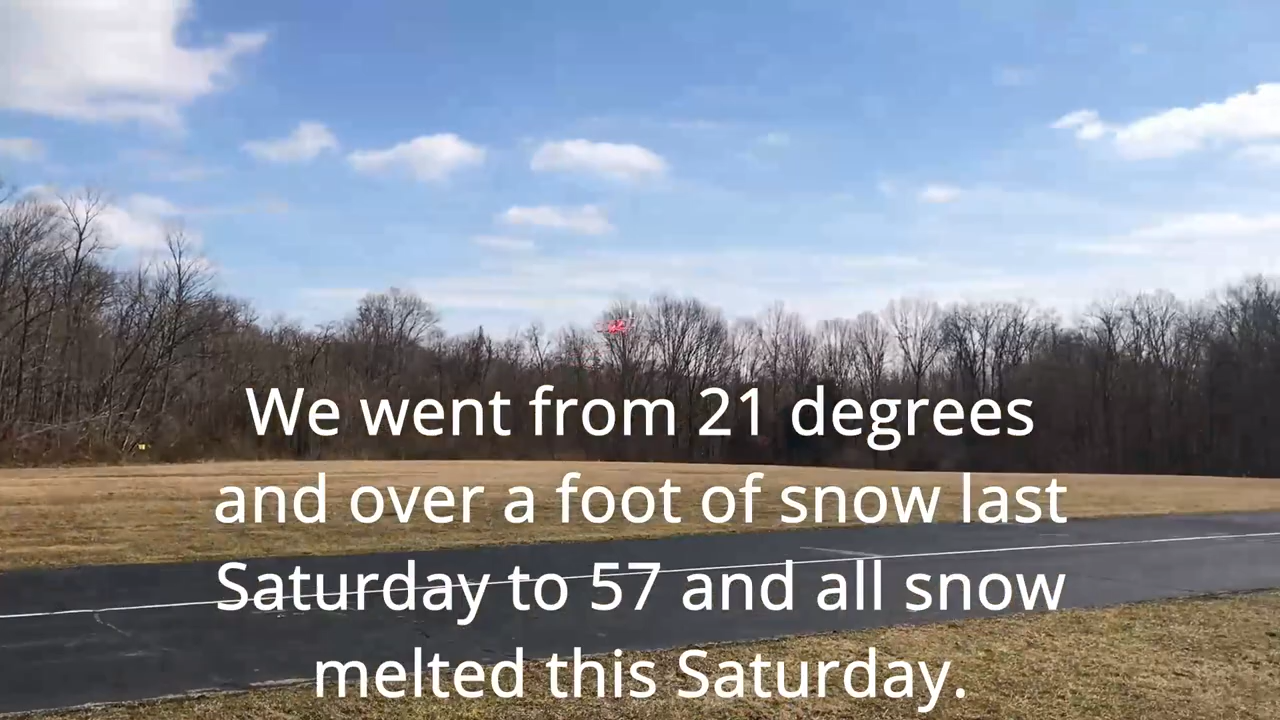 We went from 21 degrees
and over a foot of snow last
Saturday to 57 and all snow
melted this Saturday.